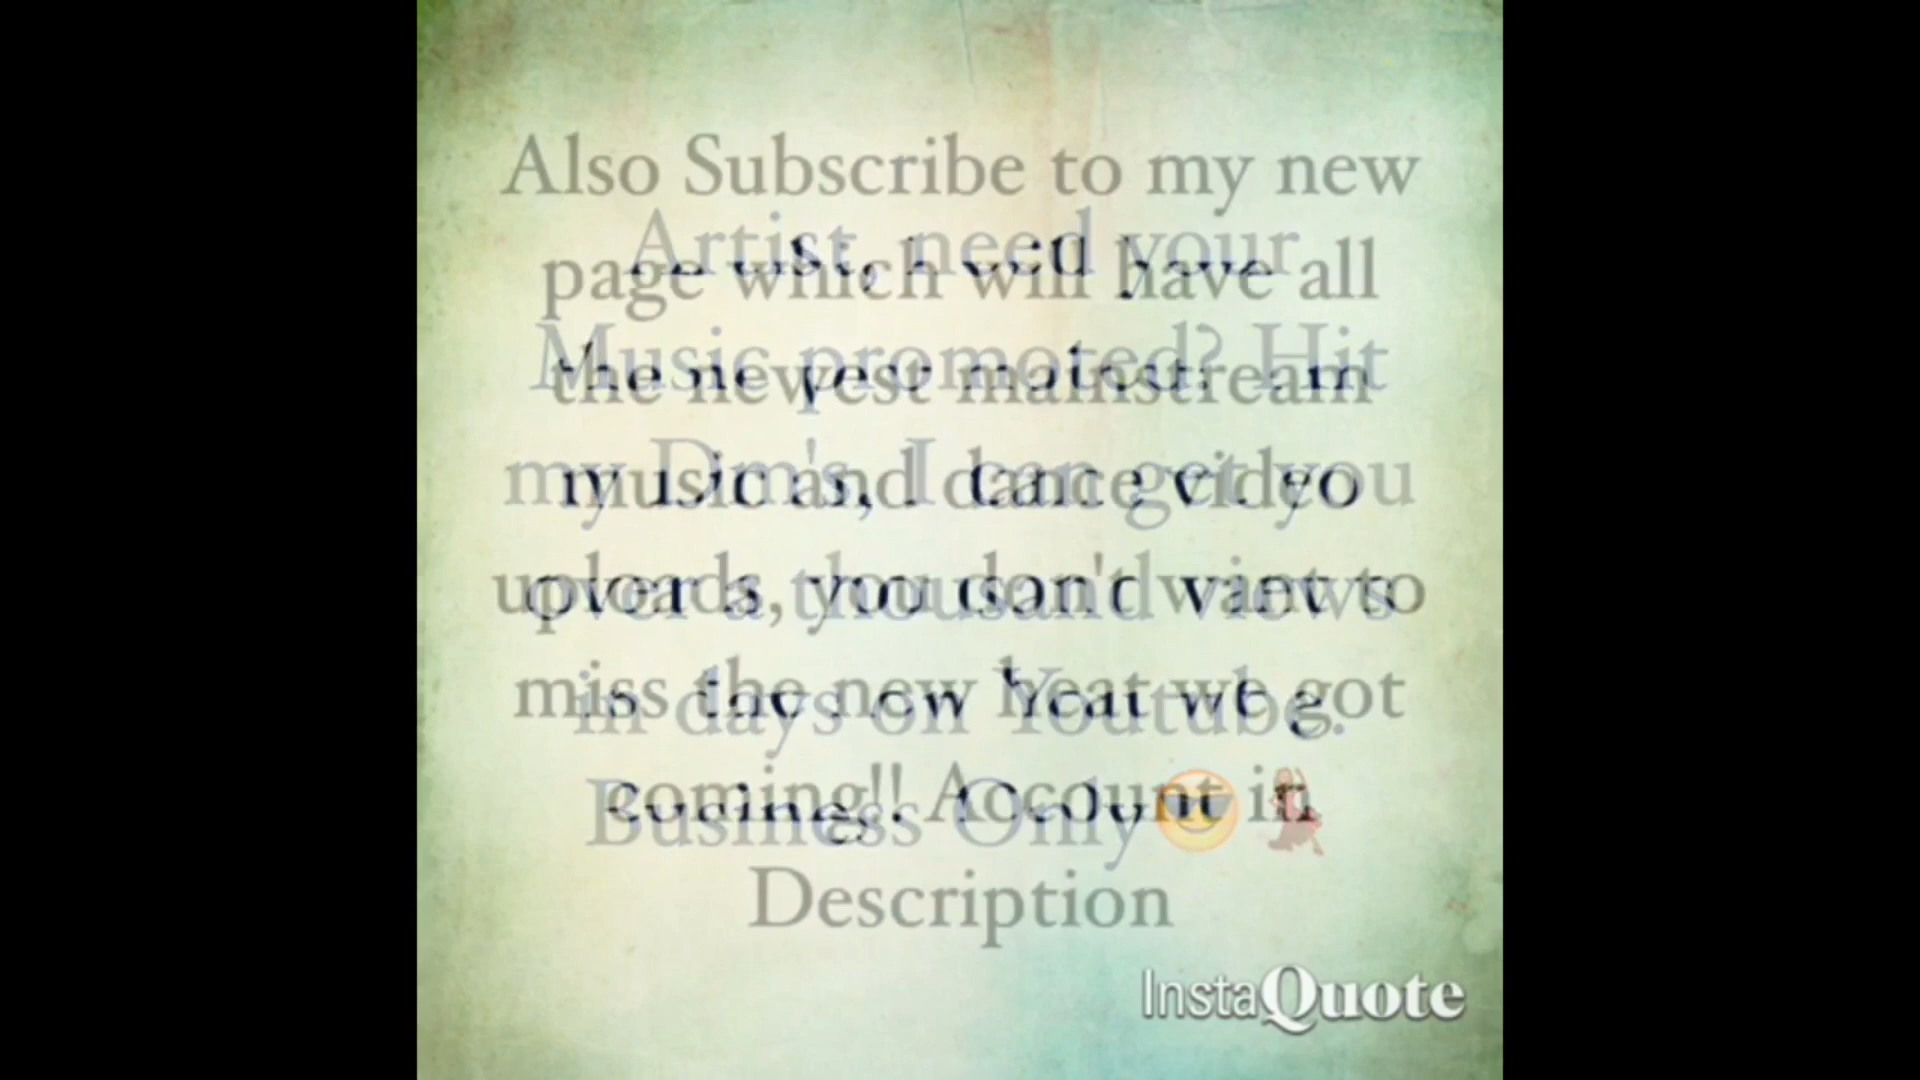 Also Subscribe to my new
page which will have all
the newest mainstream
music and dance video
uploads, you don't want to
miss the new heat we got
coming!! Account in
Description
Artist, need your
Music promoted? Hit
my Dm's, I can get you
over a thousand views
in days on Youtube.
Business Only😎💃
InstaQuote